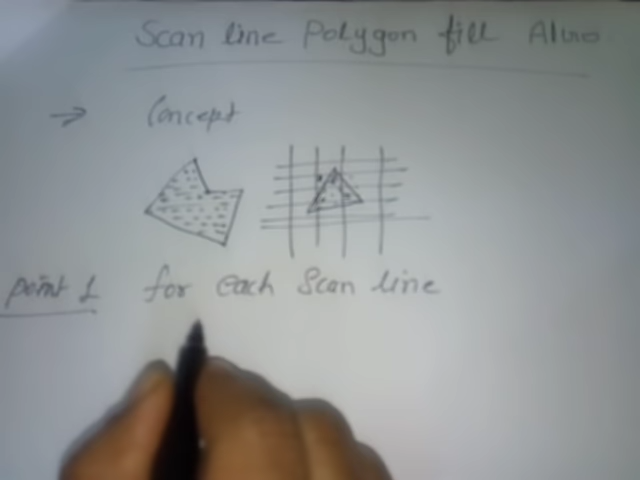 Scan line Polygon fill Algo
→ Concept
point 1 for each Scan line